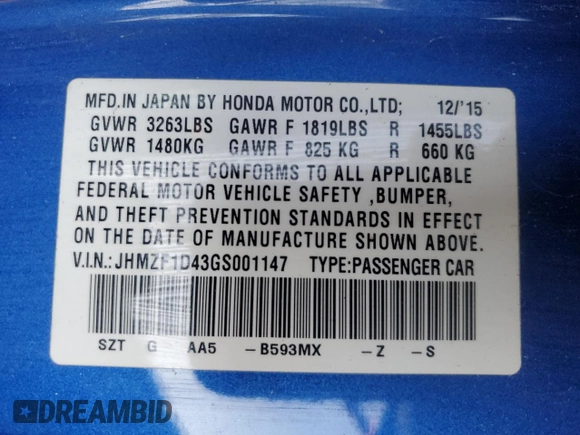 MFD.IN JAPAN BY HONDA MOTOR CO.,LTD; 12/'15
GVWR 3263LBS GAWR F 1819LBS R 1455LBS
GVWR 1480KG GAWR F 825 KG R 660 KG
THIS VEHICLE CONFORMS TO ALL APPLICABLE
FEDERAL MOTOR VEHICLE SAFETY ,BUMPER,
AND THEFT PREVENTION STANDARDS IN EFFECT
ON THE DATE OF MANUFACTURE SHOWN ABOVE.
V.I.N.:JHMZF1D43GS001147 TYPE:PASSENGER CAR
SZT G AA5 -B593MX -Z -S
DREAMBID